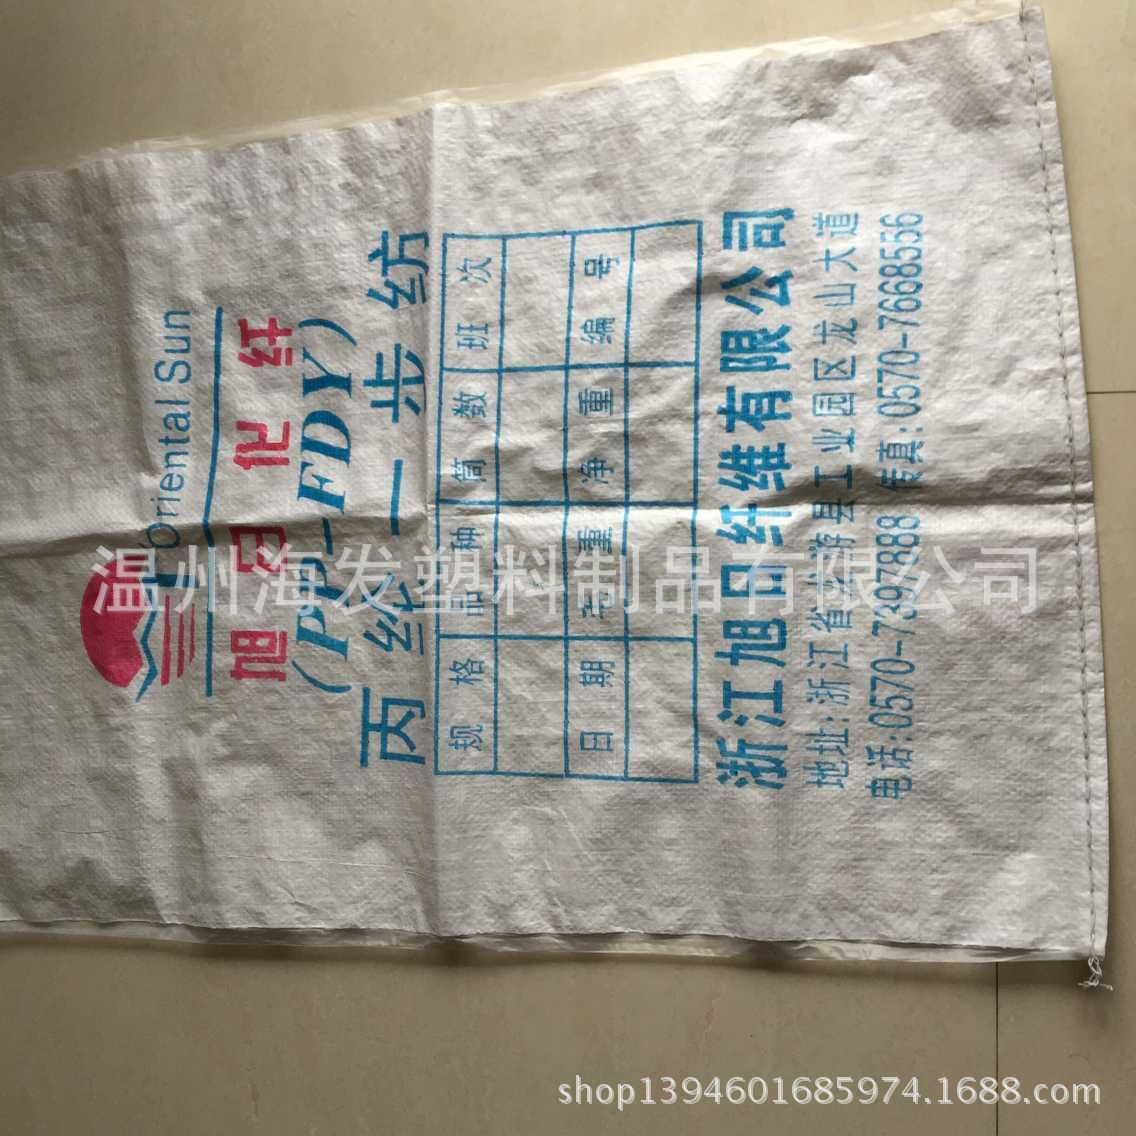 Oriental Sun
旭日化纤
(PP-FDY)
丙纶一步纺
规格 品种 筒数 班次
日期 毛重 净重 编号
浙江旭日纤维有限公司
地址:浙江省龙游县工业园区龙山大道
电话:0570-7397888 传真:0570-7668556
温州海发塑料制品有限公司
shop1394601685974.1688.com